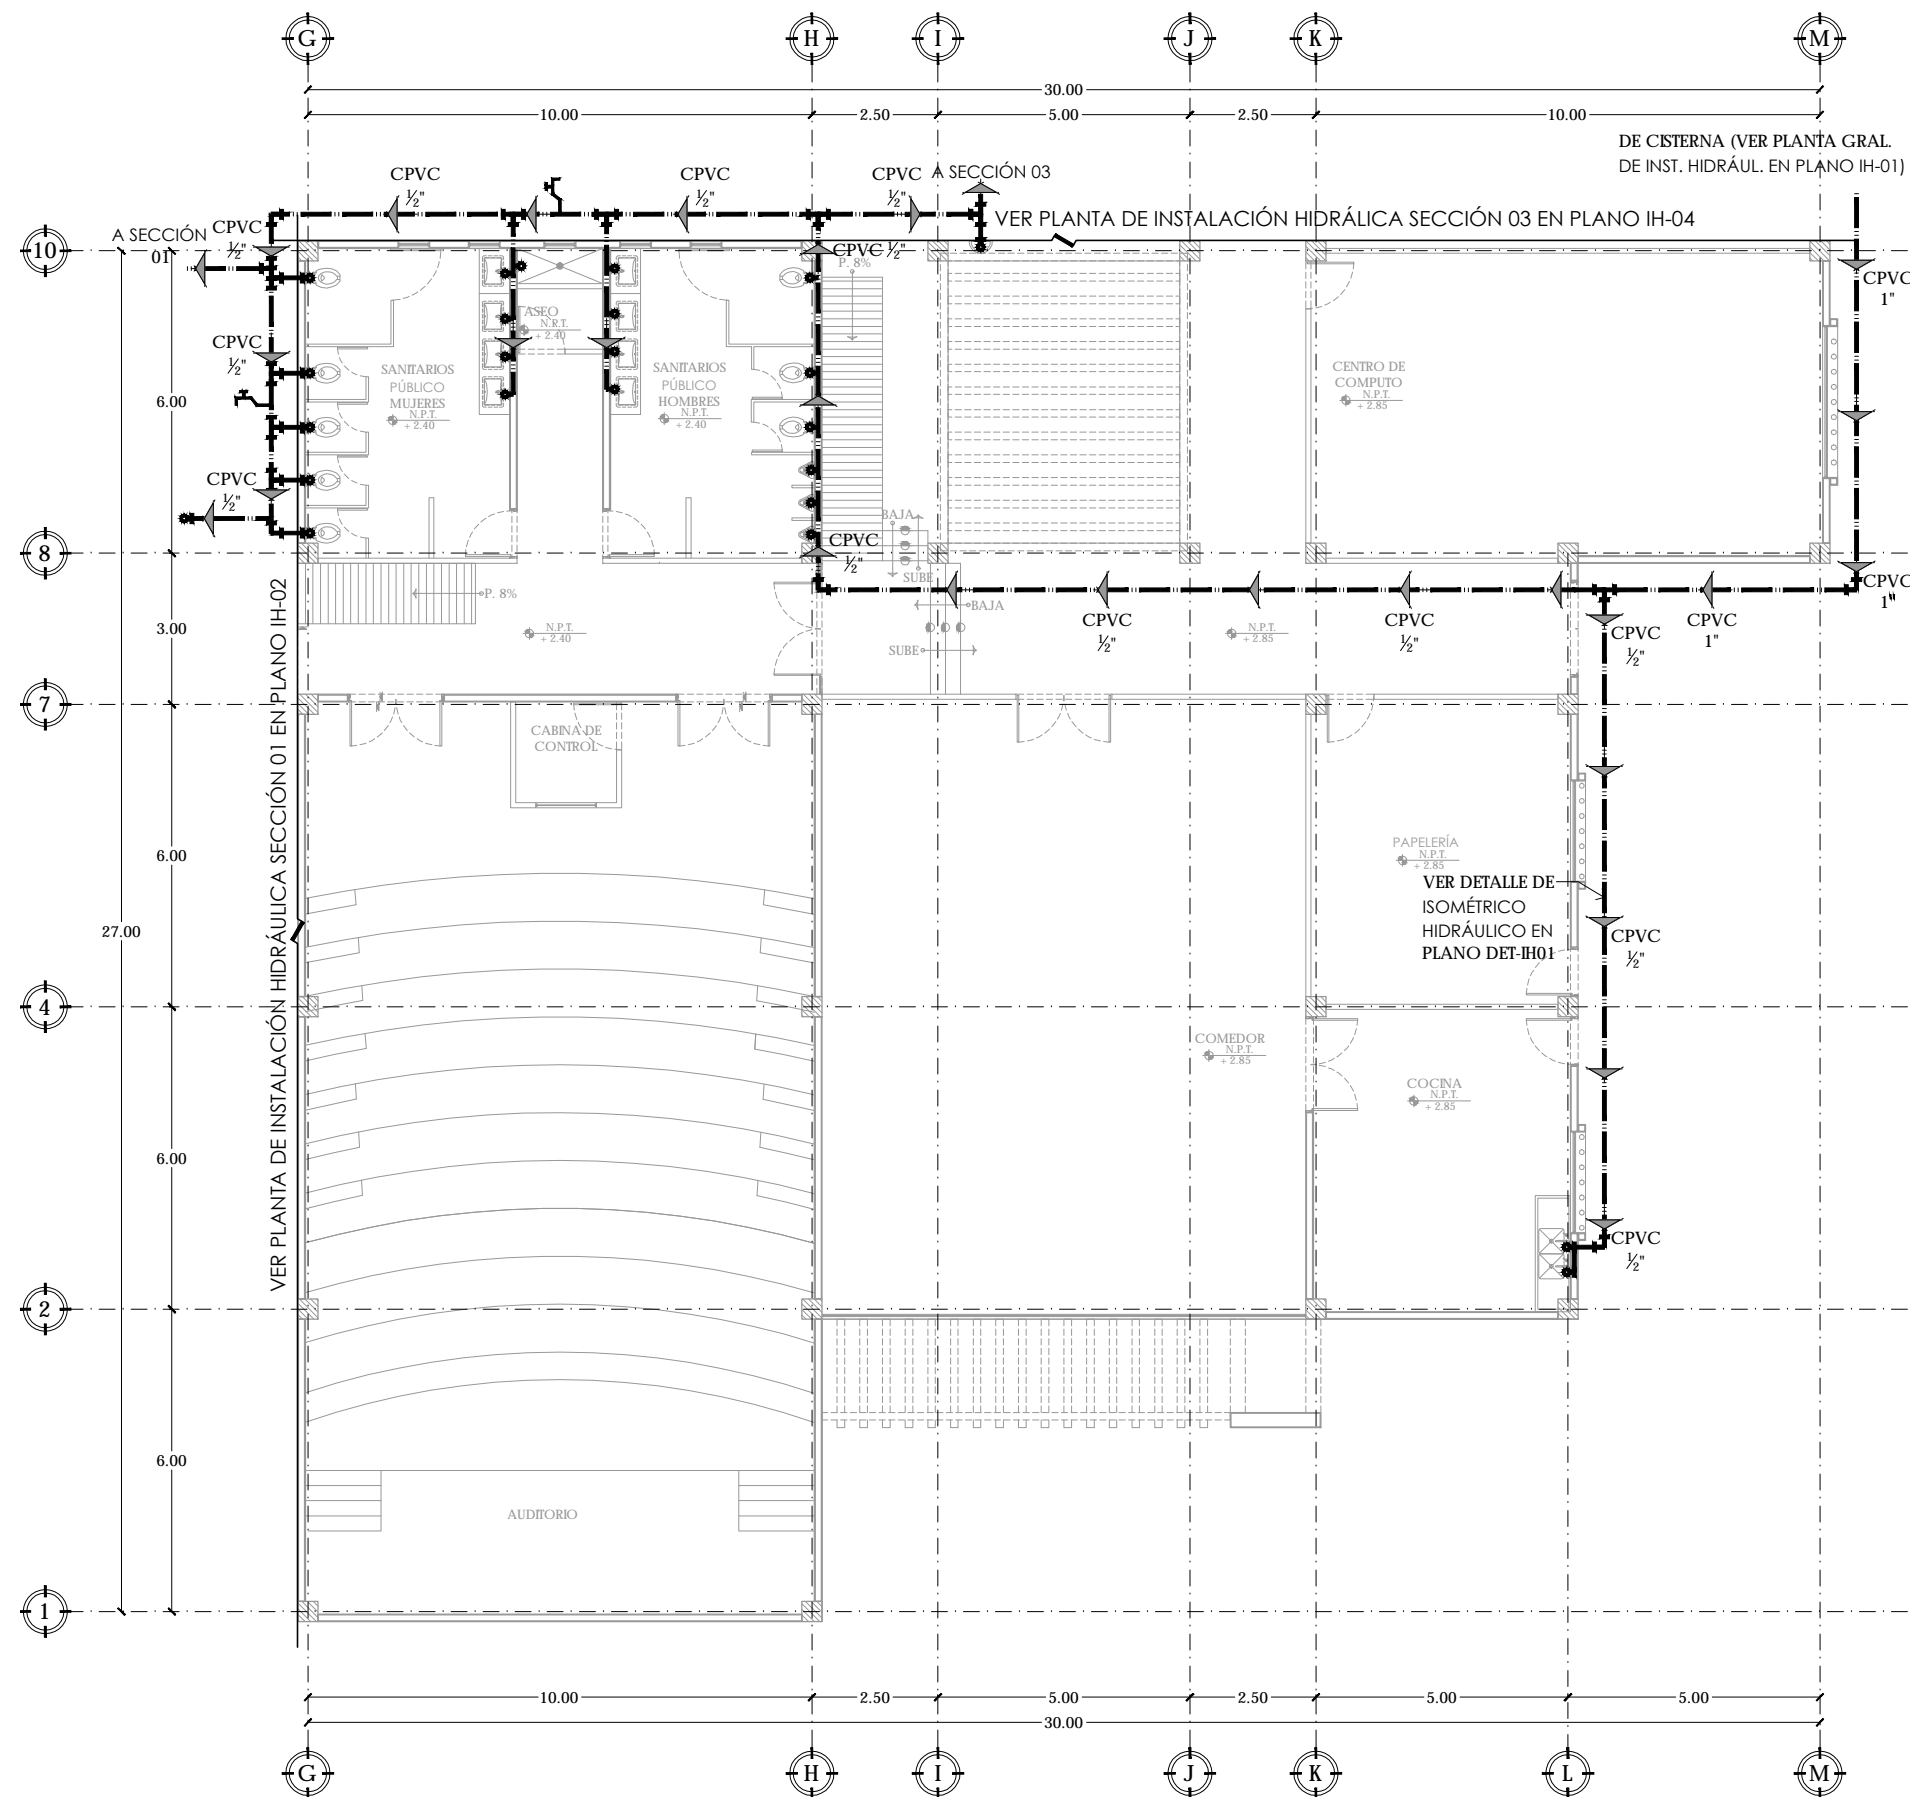 G
H
I
J
K
M
30.00
10.00
2.50
5.00
2.50
10.00
DE CISTERNA (VER PLANTA GRAL.
DE INST. HIDRÁUL. EN PLANO IH-01)
CPVC
½"
CPVC
½"
CPVC
½"
A SECCIÓN 03
VER PLANTA DE INSTALACIÓN HIDRÁLICA SECCIÓN 03 EN PLANO IH-04
CPVC
½"
A SECCIÓN
01
10
CPVC ½"
P. 8%
CPVC
1"
ASEO
N.R.T.
+ 2.40
CPVC
½"
SANITARIOS
PÚBLICO
MUJERES
N.P.T.
+ 2.40
SANITARIOS
PÚBLICO
HOMBRES
N.P.T.
+ 2.40
CENTRO DE
COMPUTO
N.P.T.
+ 2.85
6.00
CPVC
½"
BAJA
CPVC
½"
SUBE
8
CPVC
1"
P. 8%
BAJA
3.00
N.P.T.
+ 2.40
SUBE
CPVC
½"
N.P.T.
+ 2.85
CPVC
½"
CPVC
½"
CPVC
1"
7
CABINA DE
CONTROL
VER PLANTA DE INSTALACIÓN HIDRÁULICA SECCIÓN 01 EN PLANO IH-02
6.00
PAPELERÍA
N.P.T.
+ 2.85
VER DETALLE DE
ISOMÉTRICO
HIDRÁULICO EN
PLANO DET-IH01
27.00
CPVC
½"
4
COMEDOR
N.P.T.
+ 2.85
COCINA
N.P.T.
+ 2.85
6.00
CPVC
½"
2
6.00
AUDITORIO
1
10.00
2.50
5.00
2.50
5.00
5.00
30.00
G
H
I
J
K
L
M